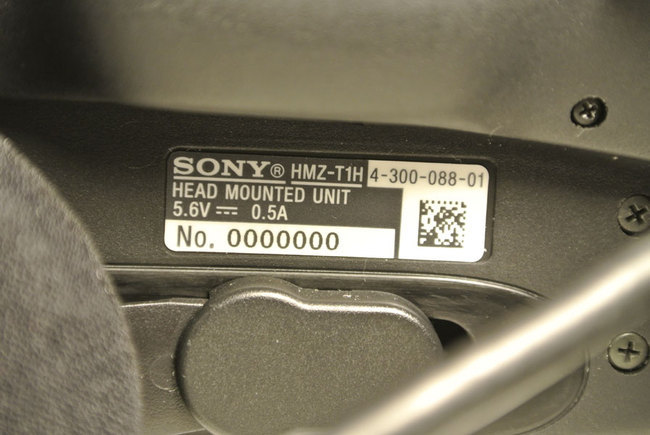 SONY® HMZ-T1H 4-300-088-01
HEAD MOUNTED UNIT
5.6V ⎓ 0.5A
No. 0000000